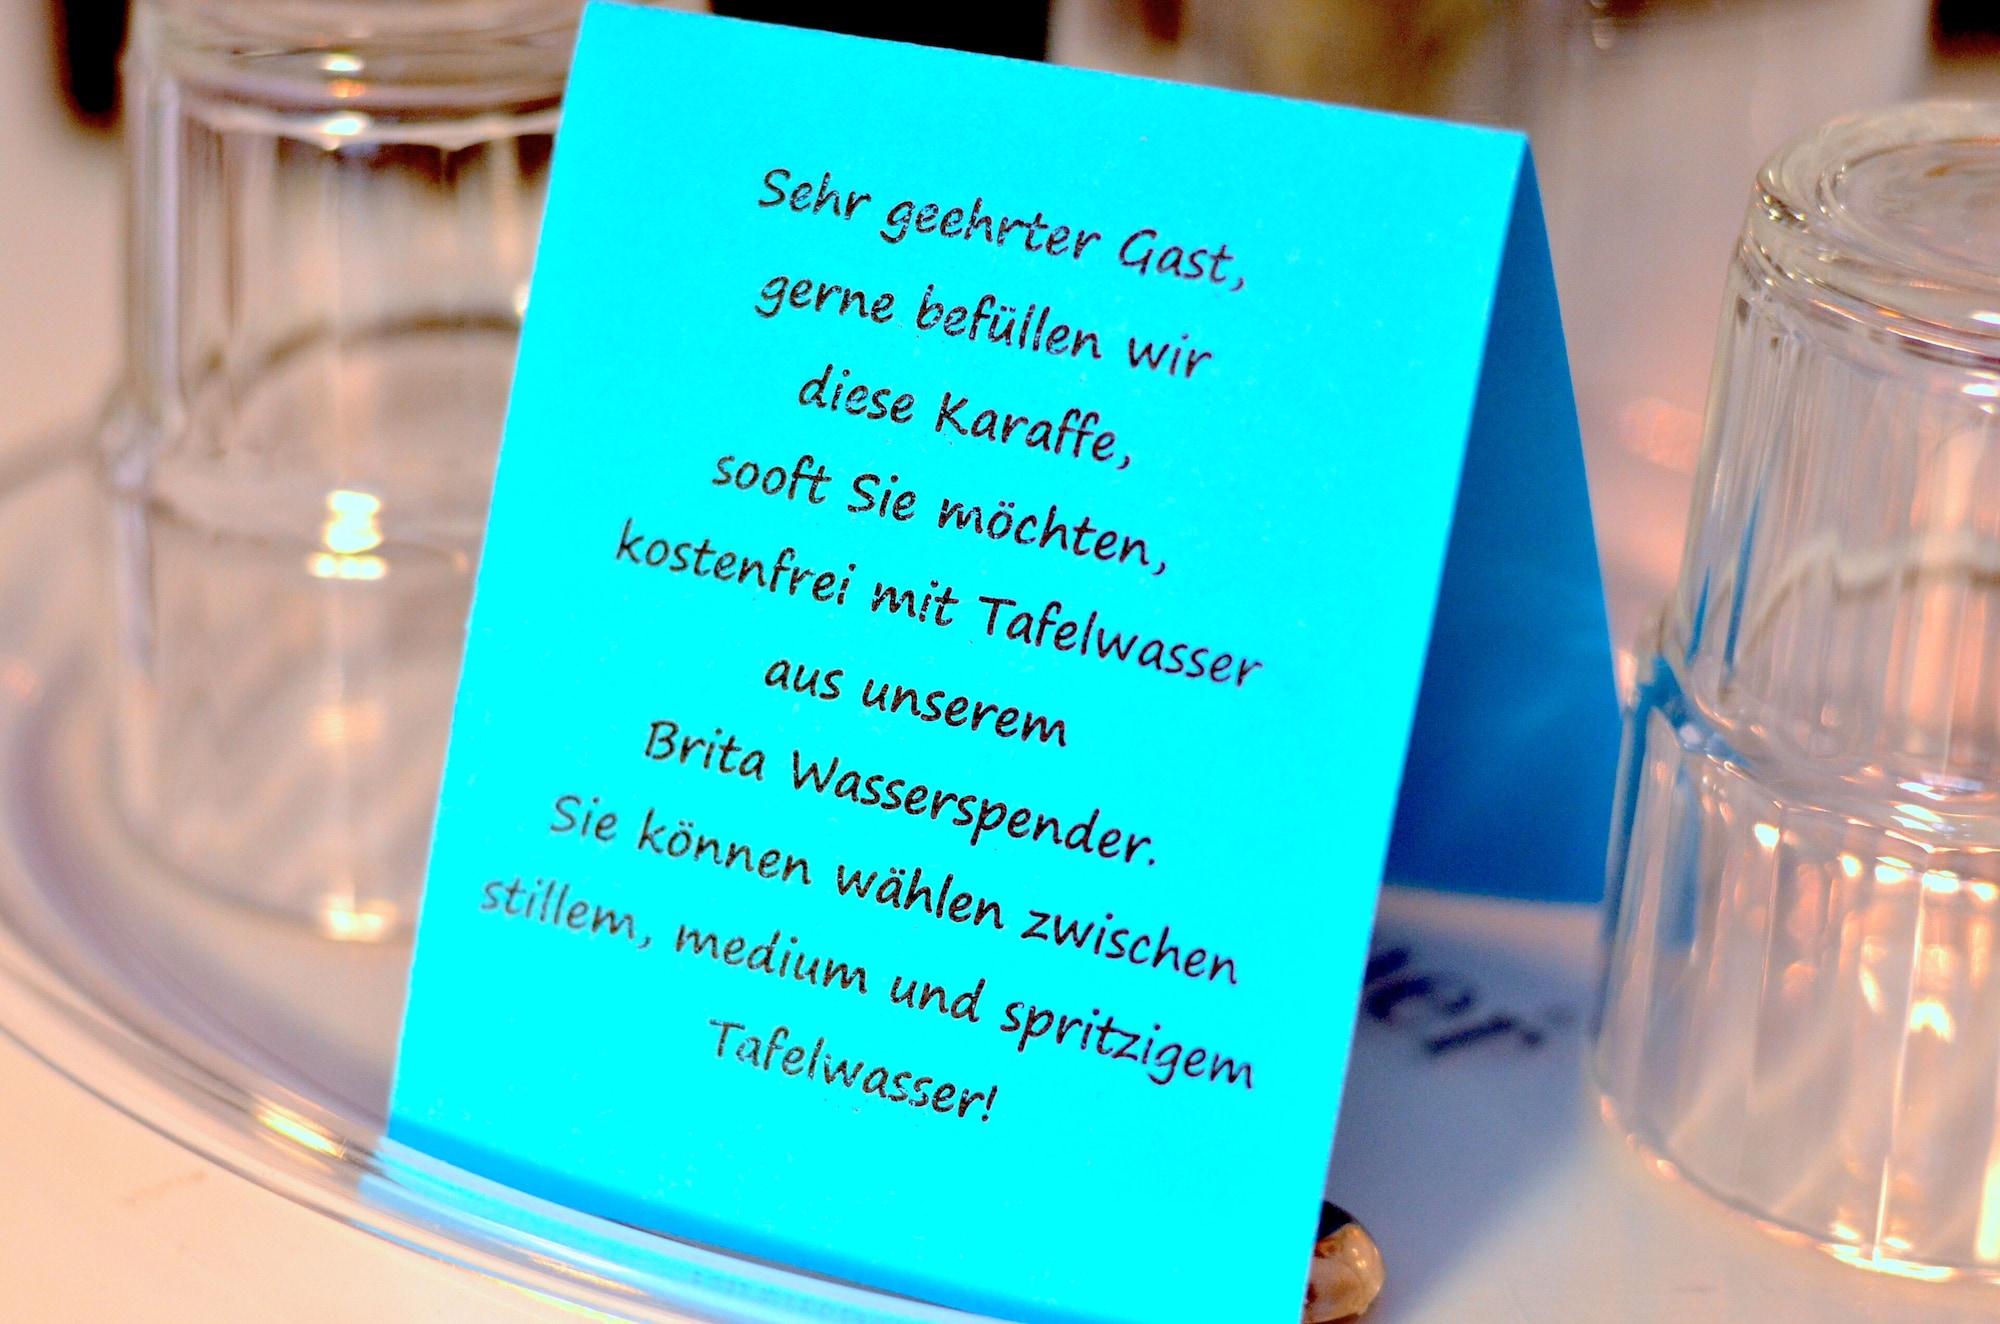 Sehr geehrter Gast,
gerne befüllen wir
diese Karaffe,
sooft Sie möchten,
kostenfrei mit Tafelwasser
aus unserem
Brita Wasserspender.
Sie können wählen zwischen
stillem, medium und spritzigem
Tafelwasser!